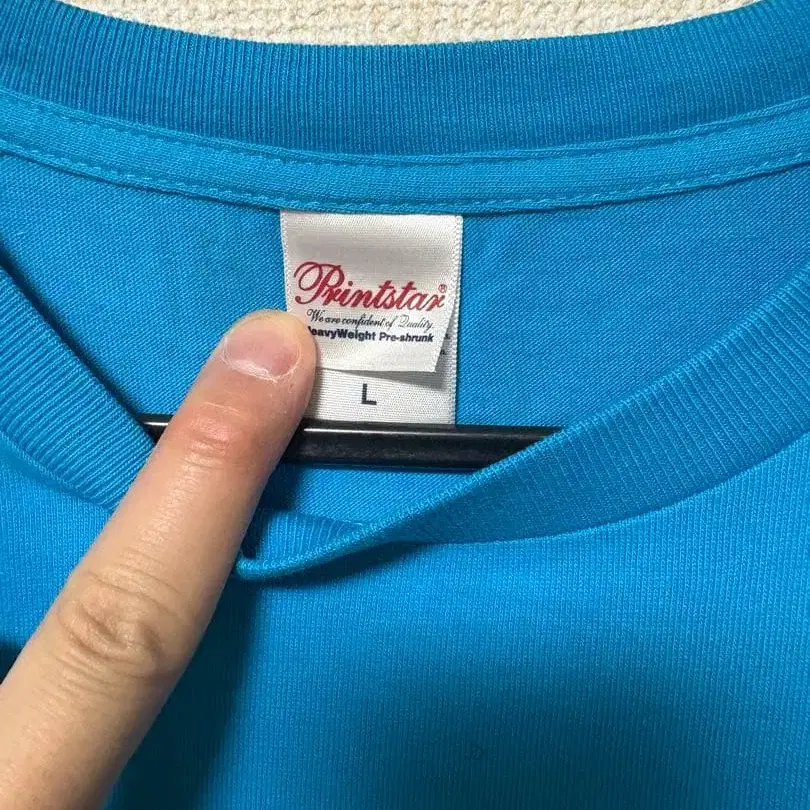 Printstar®
We are confident of Quality.
HeavyWeight Pre-shrunk
L